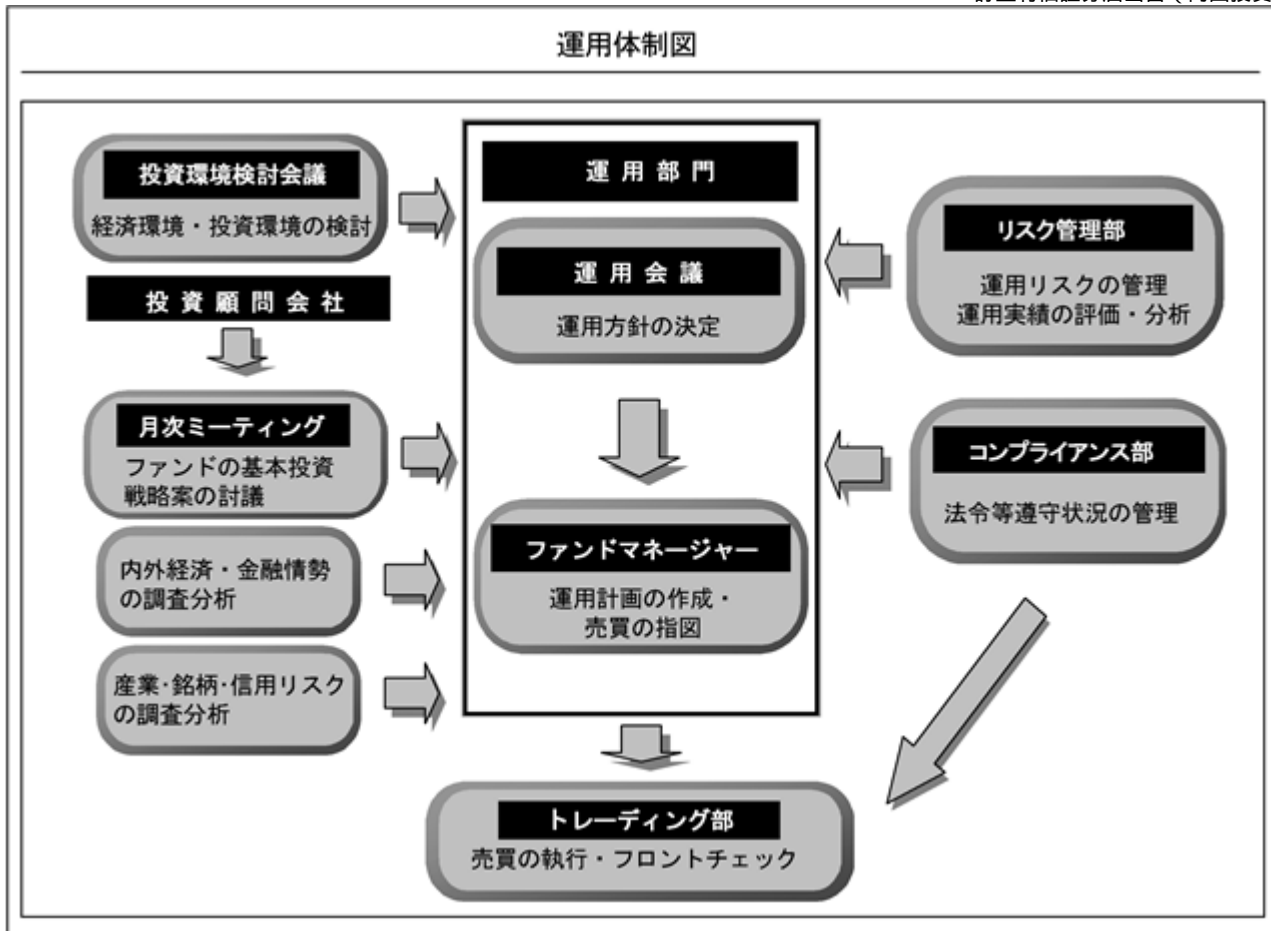 運用体制図
投資環境検討会議
経済環境・投資環境の検討
投資顧問会社
月次ミーティング
ファンドの基本投資
戦略案の討議
内外経済・金融情勢
の調査分析
産業・銘柄・信用リスク
の調査分析
運用部門
運用会議
運用方針の決定
ファンドマネージャー
運用計画の作成・
売買の指図
リスク管理部
運用リスクの管理
運用実績の評価・分析
コンプライアンス部
法令等遵守状況の管理
トレーディング部
売買の執行・フロントチェック